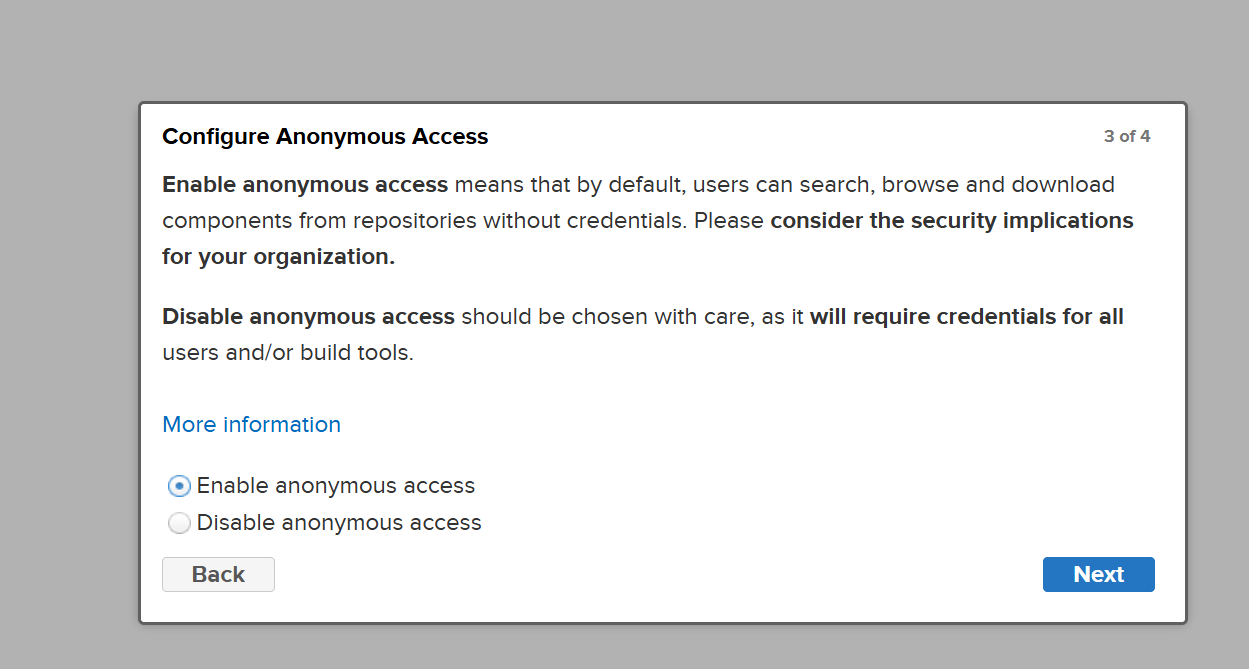 Configure Anonymous Access
3 of 4
Enable anonymous access means that by default, users can search, browse and download
components from repositories without credentials. Please consider the security implications
for your organization.
Disable anonymous access should be chosen with care, as it will require credentials for all
users and/or build tools.
More information
Enable anonymous access
Disable anonymous access
Back
Next